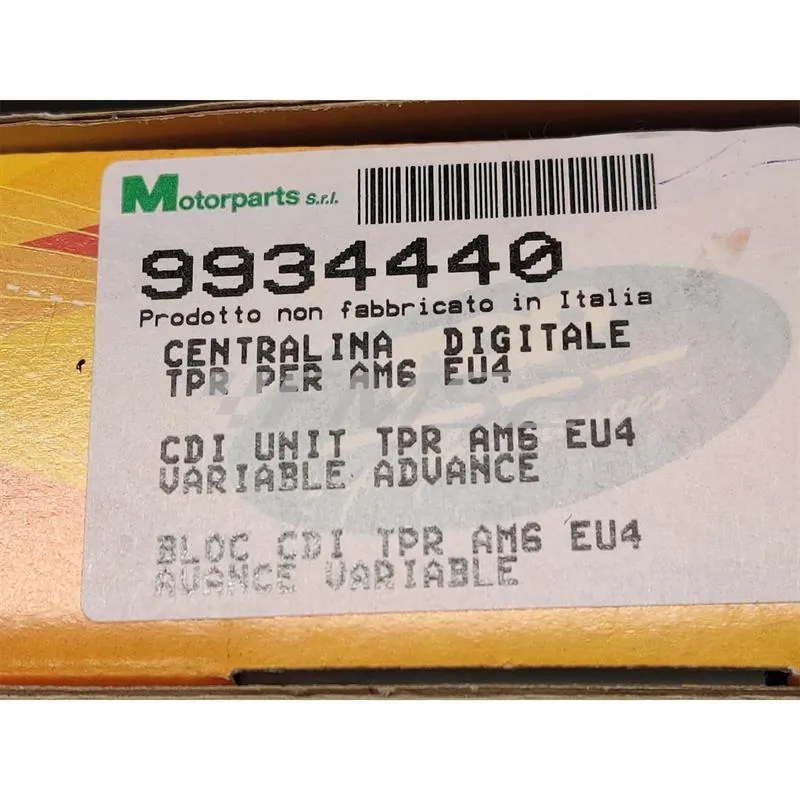 Motorparts s.r.l.
9934440
Prodotto non fabbricato in Italia
CENTRALINA DIGITALE
TPR PER AM6 EU4
CDI UNIT TPR AM6 EU4
VARIABLE ADVANCE
BLOC CDI TPR AM6 EU4
AVANCE VARIABLE